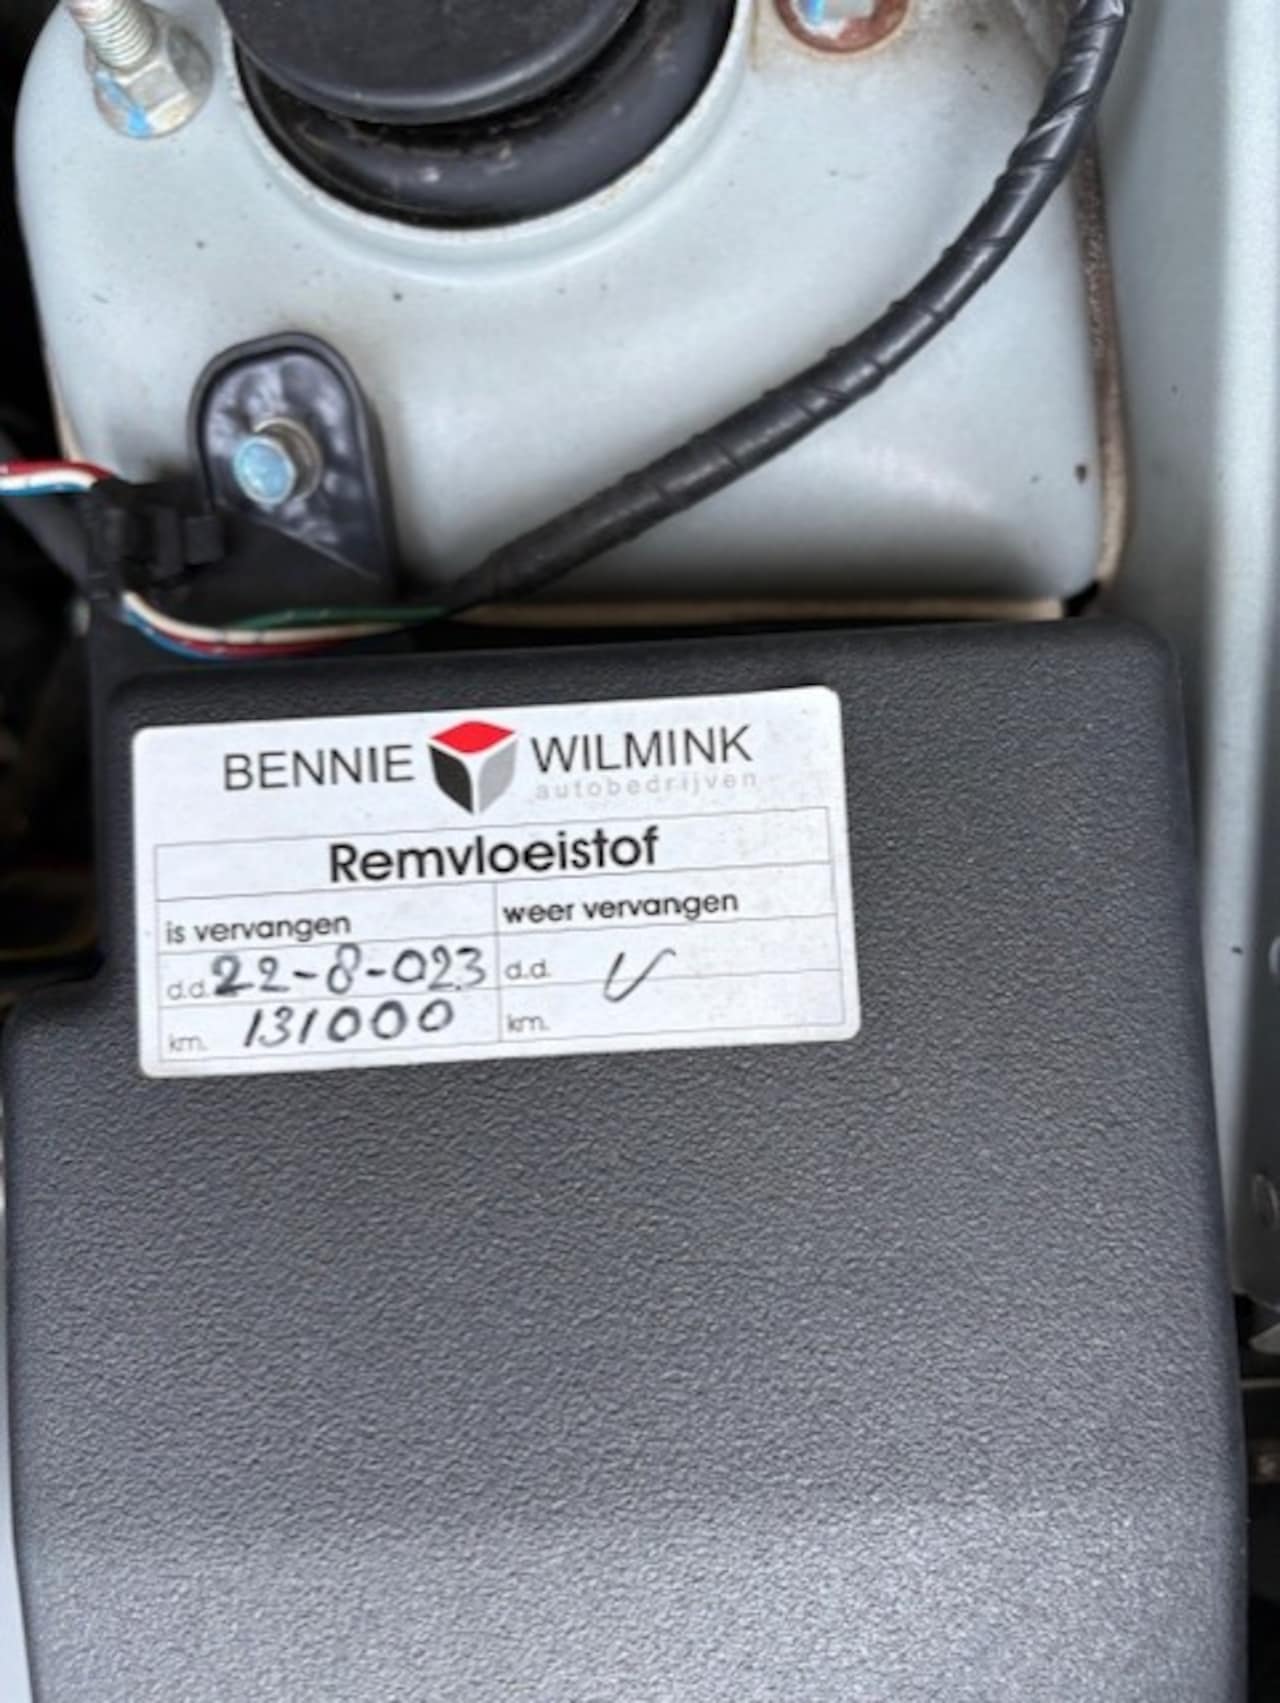 BENNIE WILMINK
autobedrijven
Remvloeistof
is vervangen
weer vervangen
d.d. 22-8-023
d.d. V
km. 131000
km.